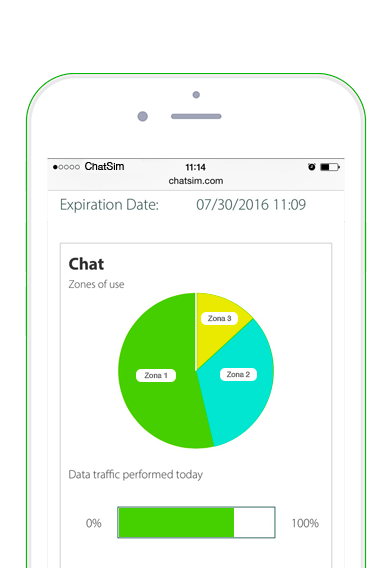 ChatSim 11:14
chatsim.com
Expiration Date: 07/30/2016 11:09
Chat
Zones of use
Zona 3
Zona 1 Zona 2
Data traffic performed today
0% 100%